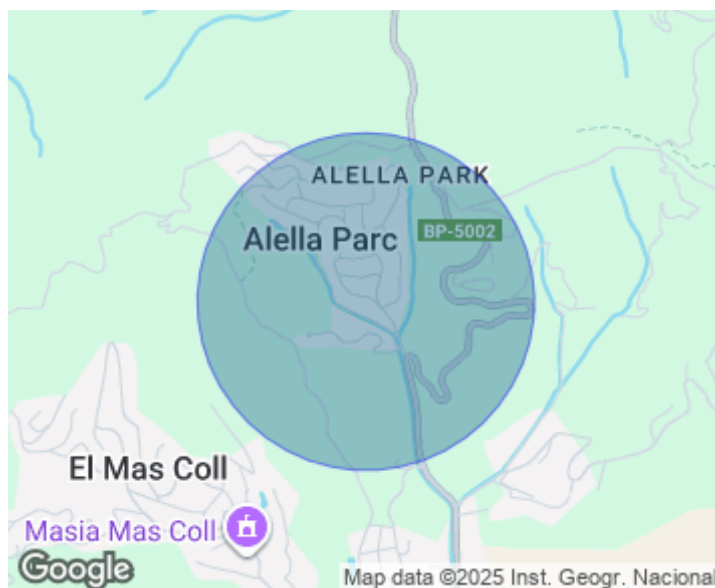 ALELLA PARK
Alella Parc
BP-5002
El Mas Coll
Masia Mas Coll
Google
Map data ©2025 Inst. Geogr. Nacional